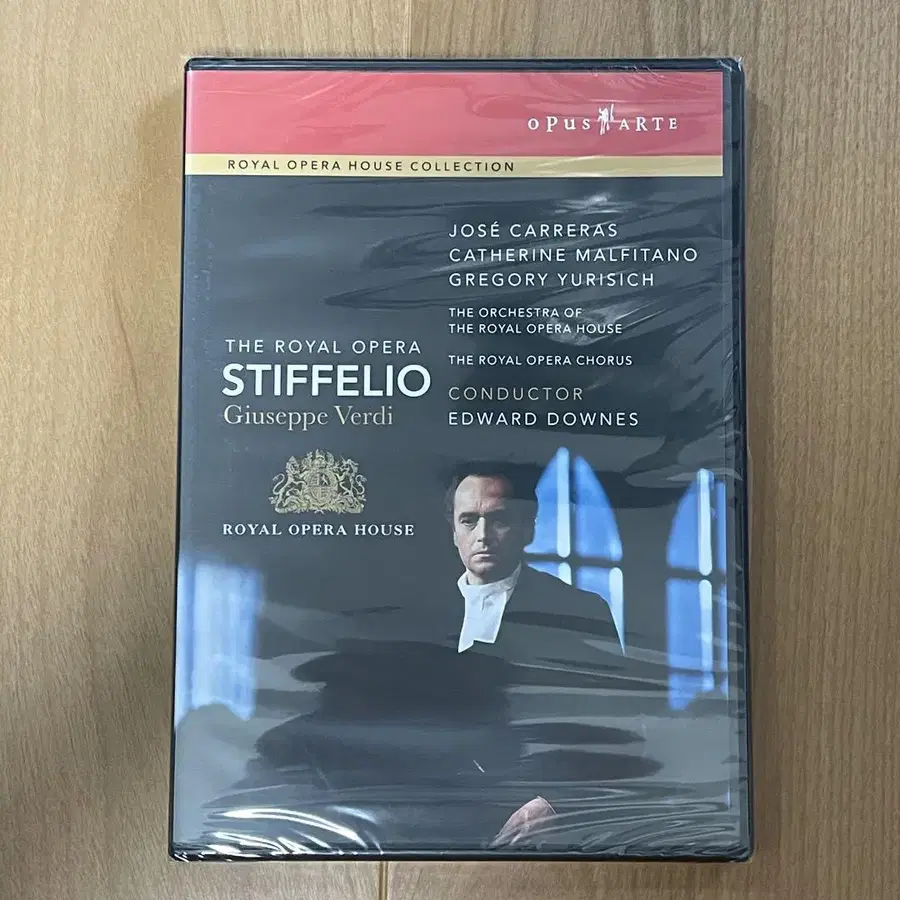 OPUS ARTE
ROYAL OPERA HOUSE COLLECTION
JOSÉ CARRERAS
CATHERINE MALFITANO
GREGORY YURISICH
THE ORCHESTRA OF
THE ROYAL OPERA HOUSE
THE ROYAL OPERA CHORUS
CONDUCTOR
EDWARD DOWNES
THE ROYAL OPERA
STIFFELIO
Giuseppe Verdi
ROYAL OPERA HOUSE